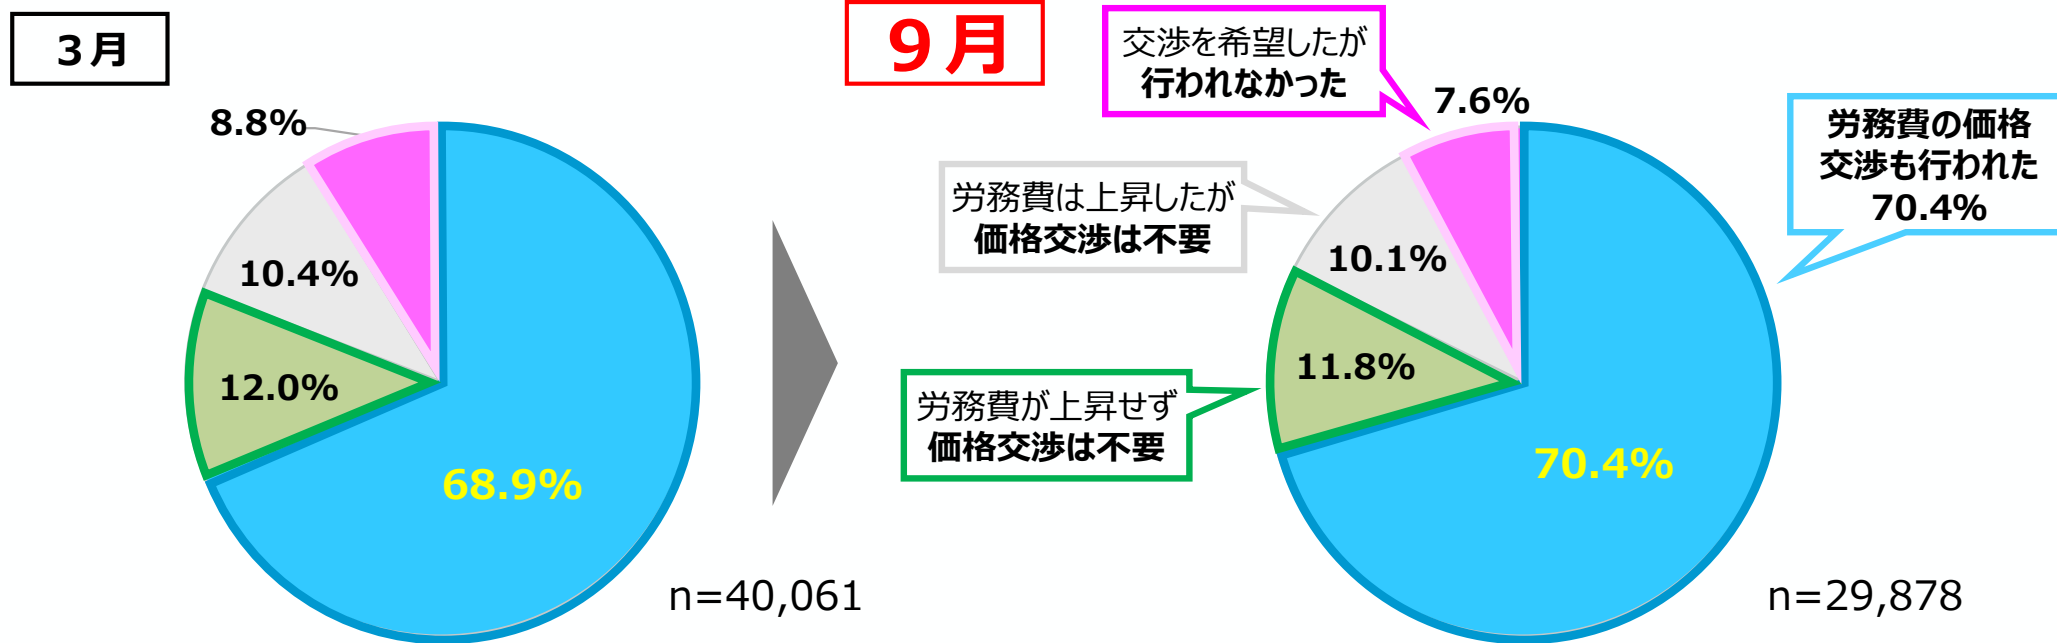 3月
8.8%
10.4%
12.0%
68.9%
n=40,061
9月
交渉を希望したが
行われなかった
7.6%
労務費の価格
交渉も行われた
70.4%
労務費は上昇したが
価格交渉は不要
10.1%
労務費が上昇せず
価格交渉は不要
11.8%
70.4%
n=29,878